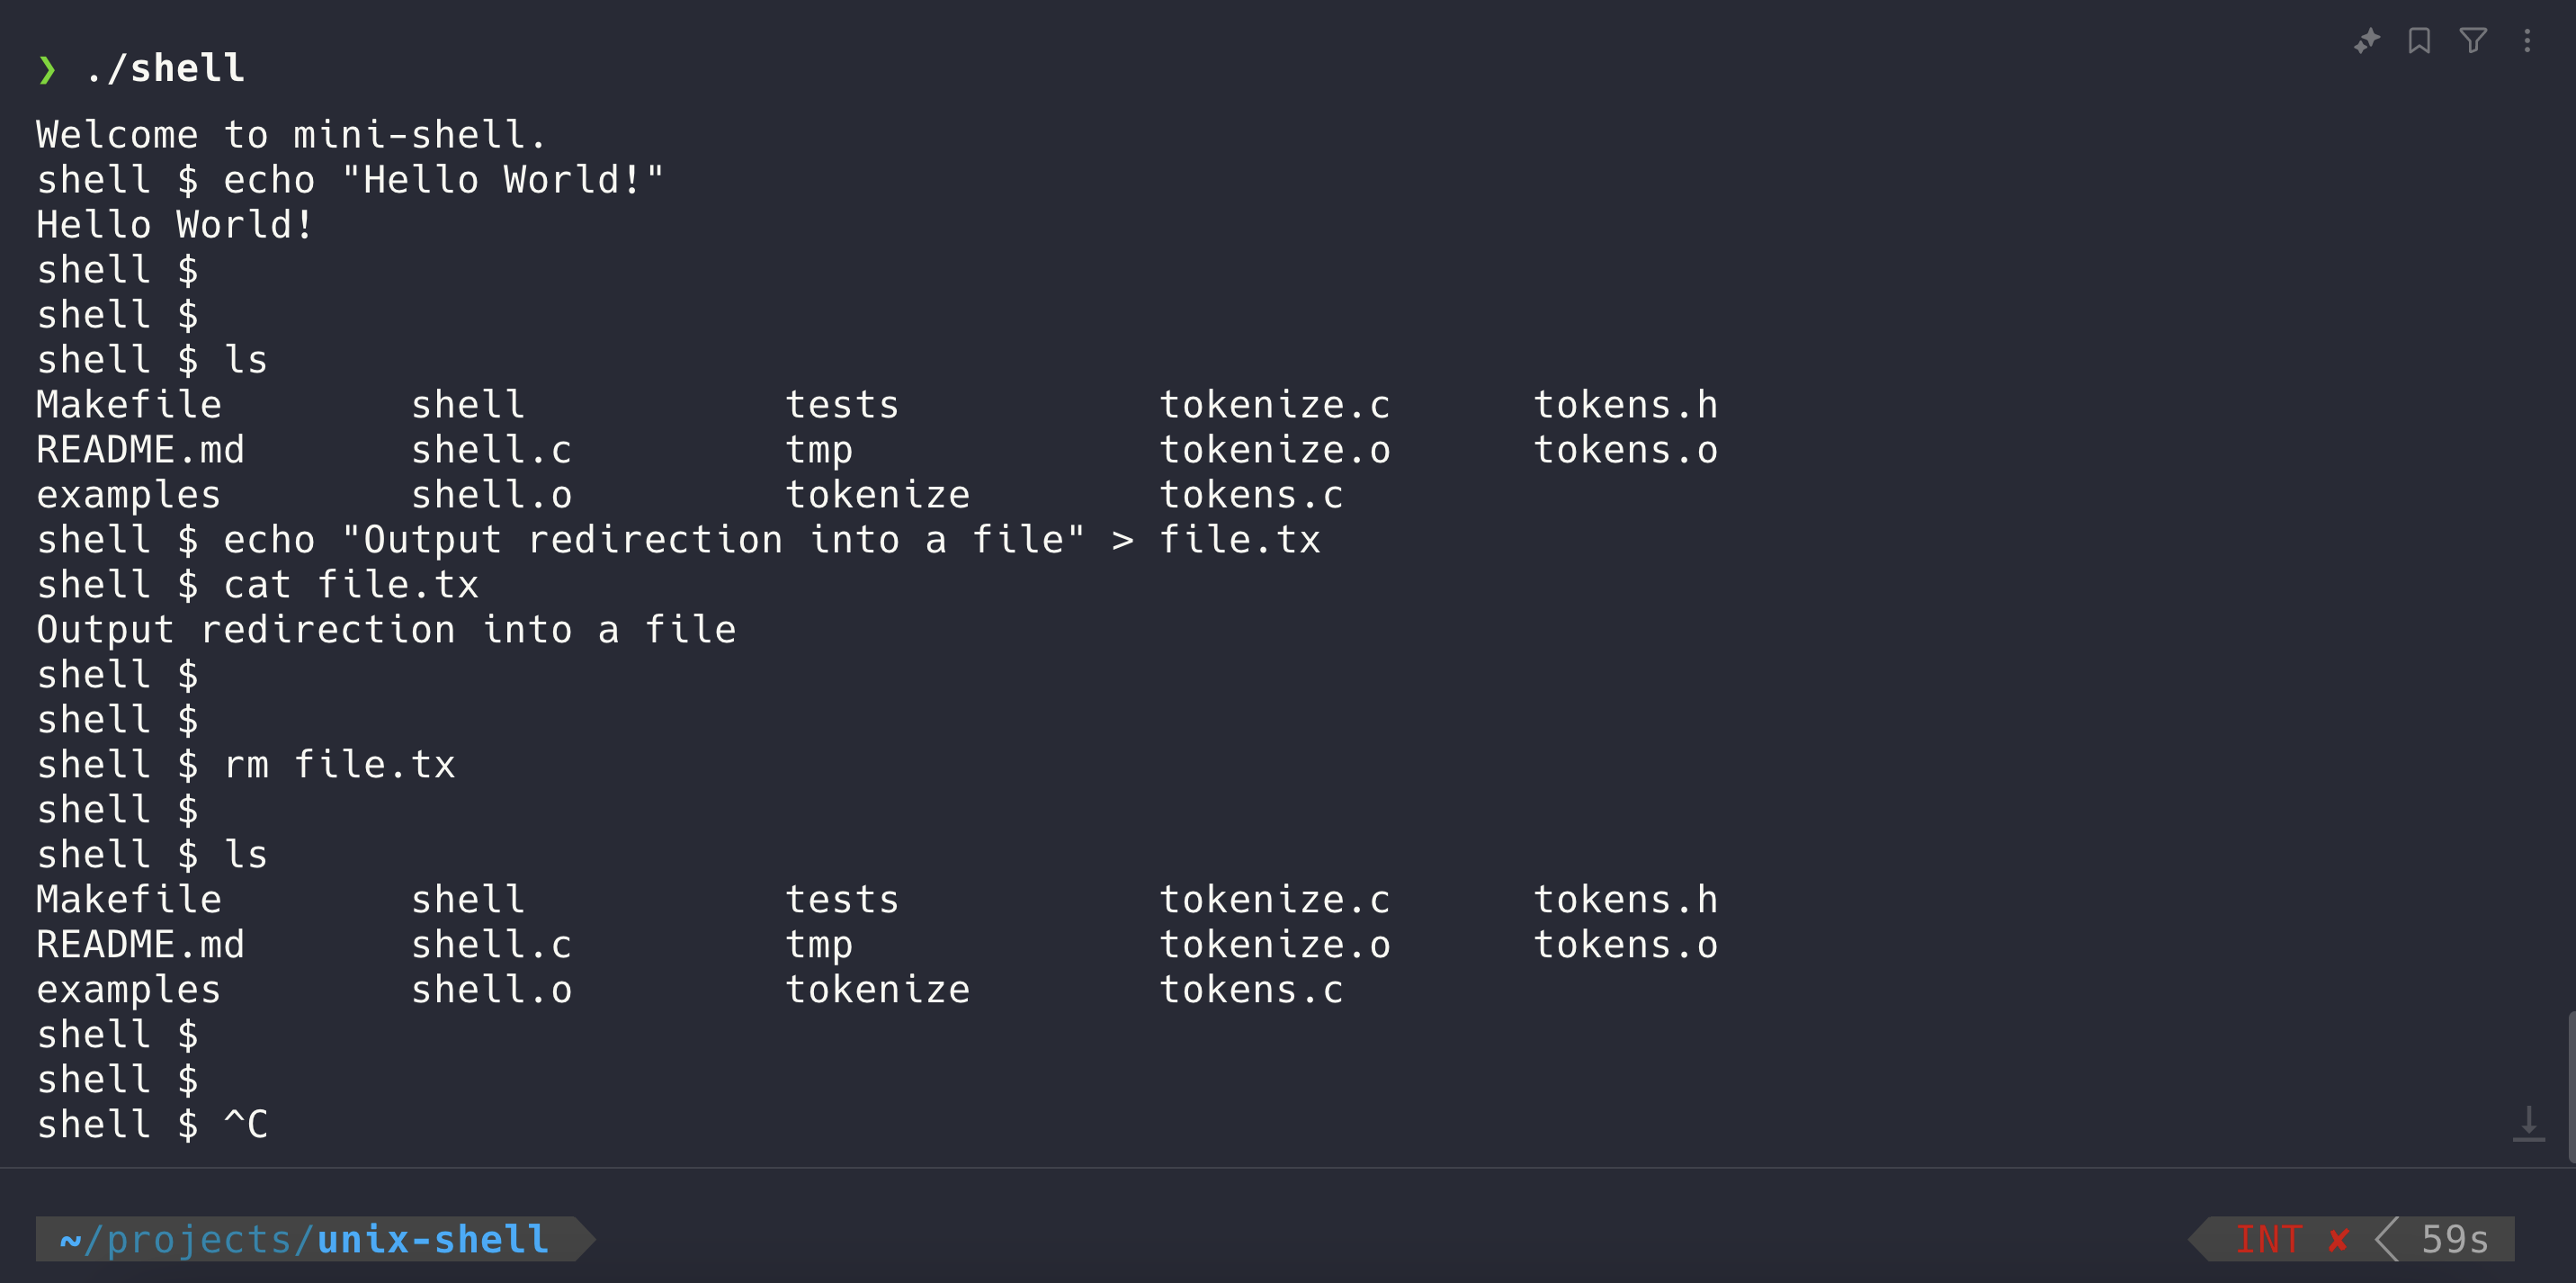 ❯ ./shell
Welcome to mini-shell.
shell $ echo "Hello World!"
Hello World!
shell $
shell $
shell $ ls
Makefile        shell           tests           tokenize.c      tokens.h
README.md       shell.c         tmp             tokenize.o      tokens.o
examples        shell.o         tokenize        tokens.c
shell $ echo "Output redirection into a file" > file.tx
shell $ cat file.tx
Output redirection into a file
shell $
shell $
shell $ rm file.tx
shell $
shell $ ls
Makefile        shell           tests           tokenize.c      tokens.h
README.md       shell.c         tmp             tokenize.o      tokens.o
examples        shell.o         tokenize        tokens.c
shell $
shell $
shell $ ^C
~/projects/unix-shell INT ✘ 59s